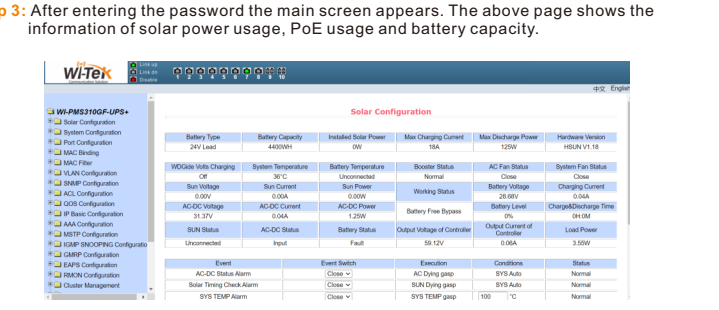 p 3: After entering the password the main screen appears. The above page shows the
information of solar power usage, PoE usage and battery capacity.
Wi-Tek
Link up
Link dn
Disable
1 2 3 4 5 6 7 8 9 10
中文 English
WI-PMS310GF-UPS+
Solar Configuration
System Configuration
Port Configuration
MAC Binding
MAC Filter
VLAN Configuration
SNMP Configuration
ACL Configuration
QOS Configuration
IP Basic Configuration
AAA Configuration
MSTP Configuration
IGMP SNOOPING Configuratio
GMRP Configuration
EAPS Configuration
RMON Configuration
Cluster Management
Solar Configuration
Battery Type Battery Capacity Installed Solar Power Max Charging Current Max Discharge Power Hardware Version
24V Lead 4400WH 0W 18A 125W HSUN V1.18
WDGide Volts Charging System Temperature Battery Temperature Booster Status AC Fan Status System Fan Status
Off 36°C Unconnected Normal Close Close
Sun Voltage Sun Current Sun Power Working Status Battery Voltage Charging Current
0.00V 0.00A 0.00W 28.68V 0.04A
AC-DC Voltage AC-DC Current AC-DC Power Battery Free Bypass Battery Level Charge&Discharge Time
31.37V 0.04A 1.25W 0% 0H:0M
SUN Status AC-DC Status Battery Status Output Voltage of Controller Output Current of Controller Load Power
Unconnected Input Fault 59.12V 0.06A 3.55W
Event Event Switch Execution Conditions Status
AC-DC Status Alarm Close AC Dying gasp SYS Auto Normal
Solar Timing Check Alarm Close SUN Dying gasp SYS Auto Normal
SYS TEMP Alarm Close SYS TEMP gasp 100 °C Normal